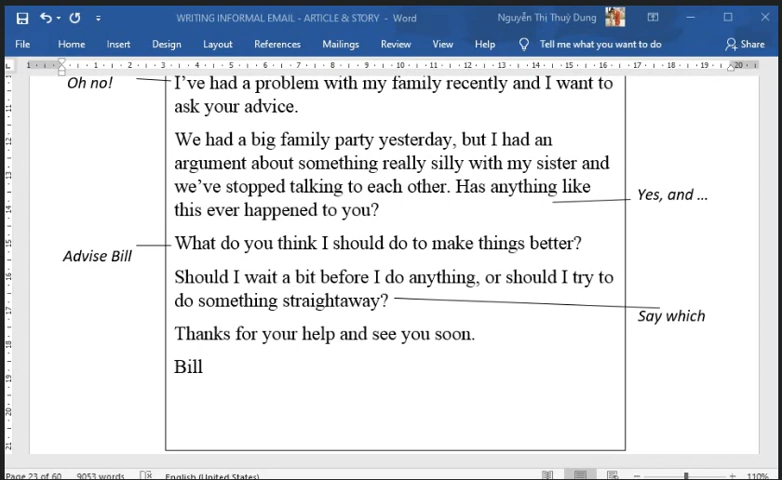 WRITING INFORMAL EMAIL - ARTICLE & STORY - Word
Nguyễn Thị Thuỳ Dung
File Home Insert Design Layout References Mailings Review View Help Tell me what you want to do Share
Oh no!
I've had a problem with my family recently and I want to
ask your advice.
We had a big family party yesterday, but I had an
argument about something really silly with my sister and
we've stopped talking to each other. Has anything like
this ever happened to you?
Yes, and ...
Advise Bill
What do you think I should do to make things better?
Should I wait a bit before I do anything, or should I try to
do something straightaway?
Say which
Thanks for your help and see you soon.
Bill
Page 23 of 60 9053 words English (United States) 110%